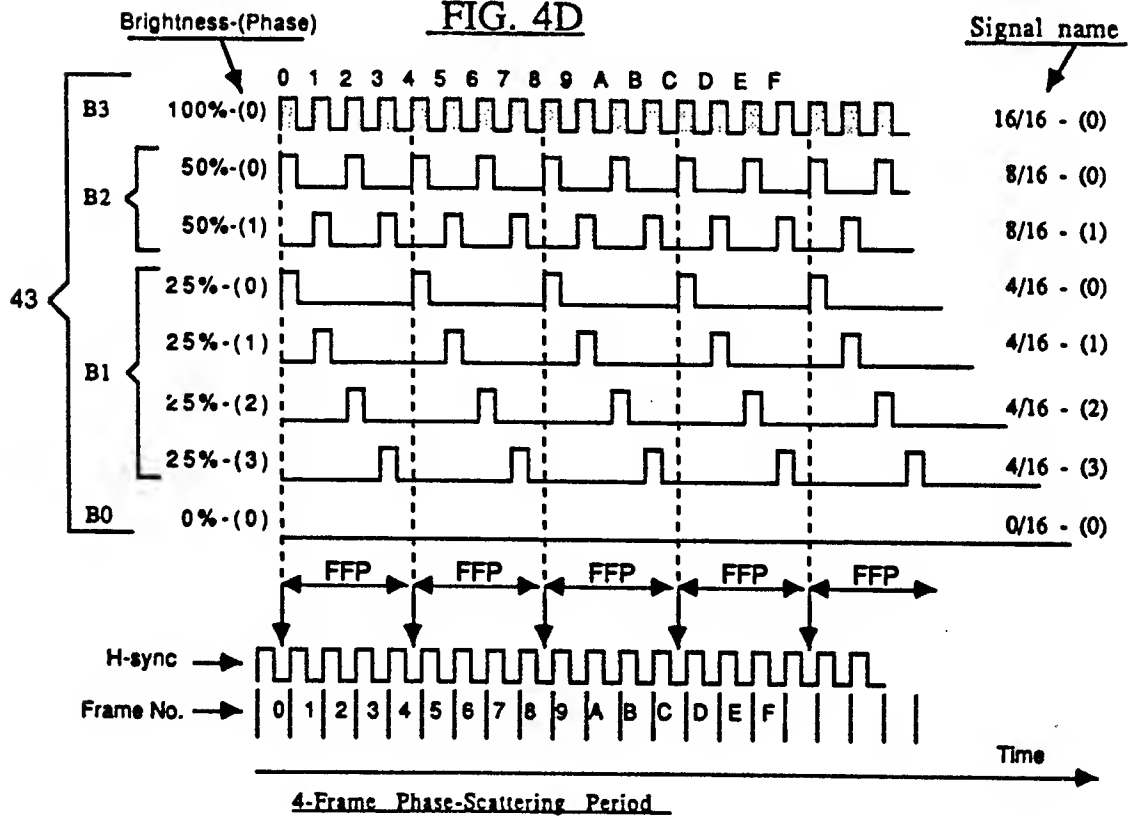 FIG. 4D
Brightness-(Phase)
Signal name
0 1 2 3 4 5 6 7 8 9 A B C D E F
B3 100%-(0) 16/16 - (0)
50%-(0) 8/16 - (0)
B2
50%-(1) 8/16 - (1)
25%-(0) 4/16 - (0)
43
25%-(1) 4/16 - (1)
B1
25%-(2) 4/16 - (2)
25%-(3) 4/16 - (3)
B0 0%-(0) 0/16 - (0)
FFP FFP FFP FFP FFP
H-sync
Frame No. 0 1 2 3 4 5 6 7 8 9 A B C D E F
Time
4-Frame Phase-Scattering Period